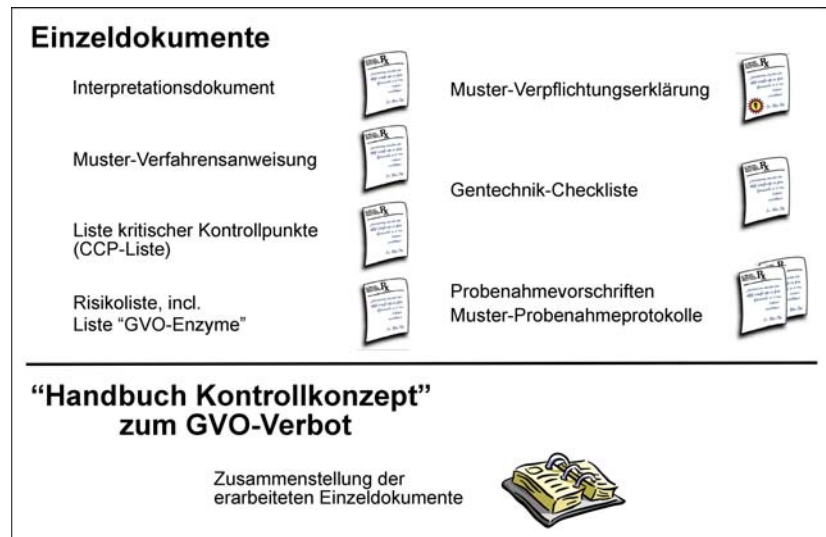 Einzeldokumente
Interpretationsdokument
Muster-Verfahrensanweisung
Liste kritischer Kontrollpunkte
(CCP-Liste)
Risikoliste, incl.
Liste “GVO-Enzyme”
Muster-Verpflichtungserklärung
Gentechnik-Checkliste
Probenahmevorschriften
Muster-Probenahmeprotokolle
“Handbuch Kontrollkonzept”
zum GVO-Verbot
Zusammenstellung der
erarbeiteten Einzeldokumente